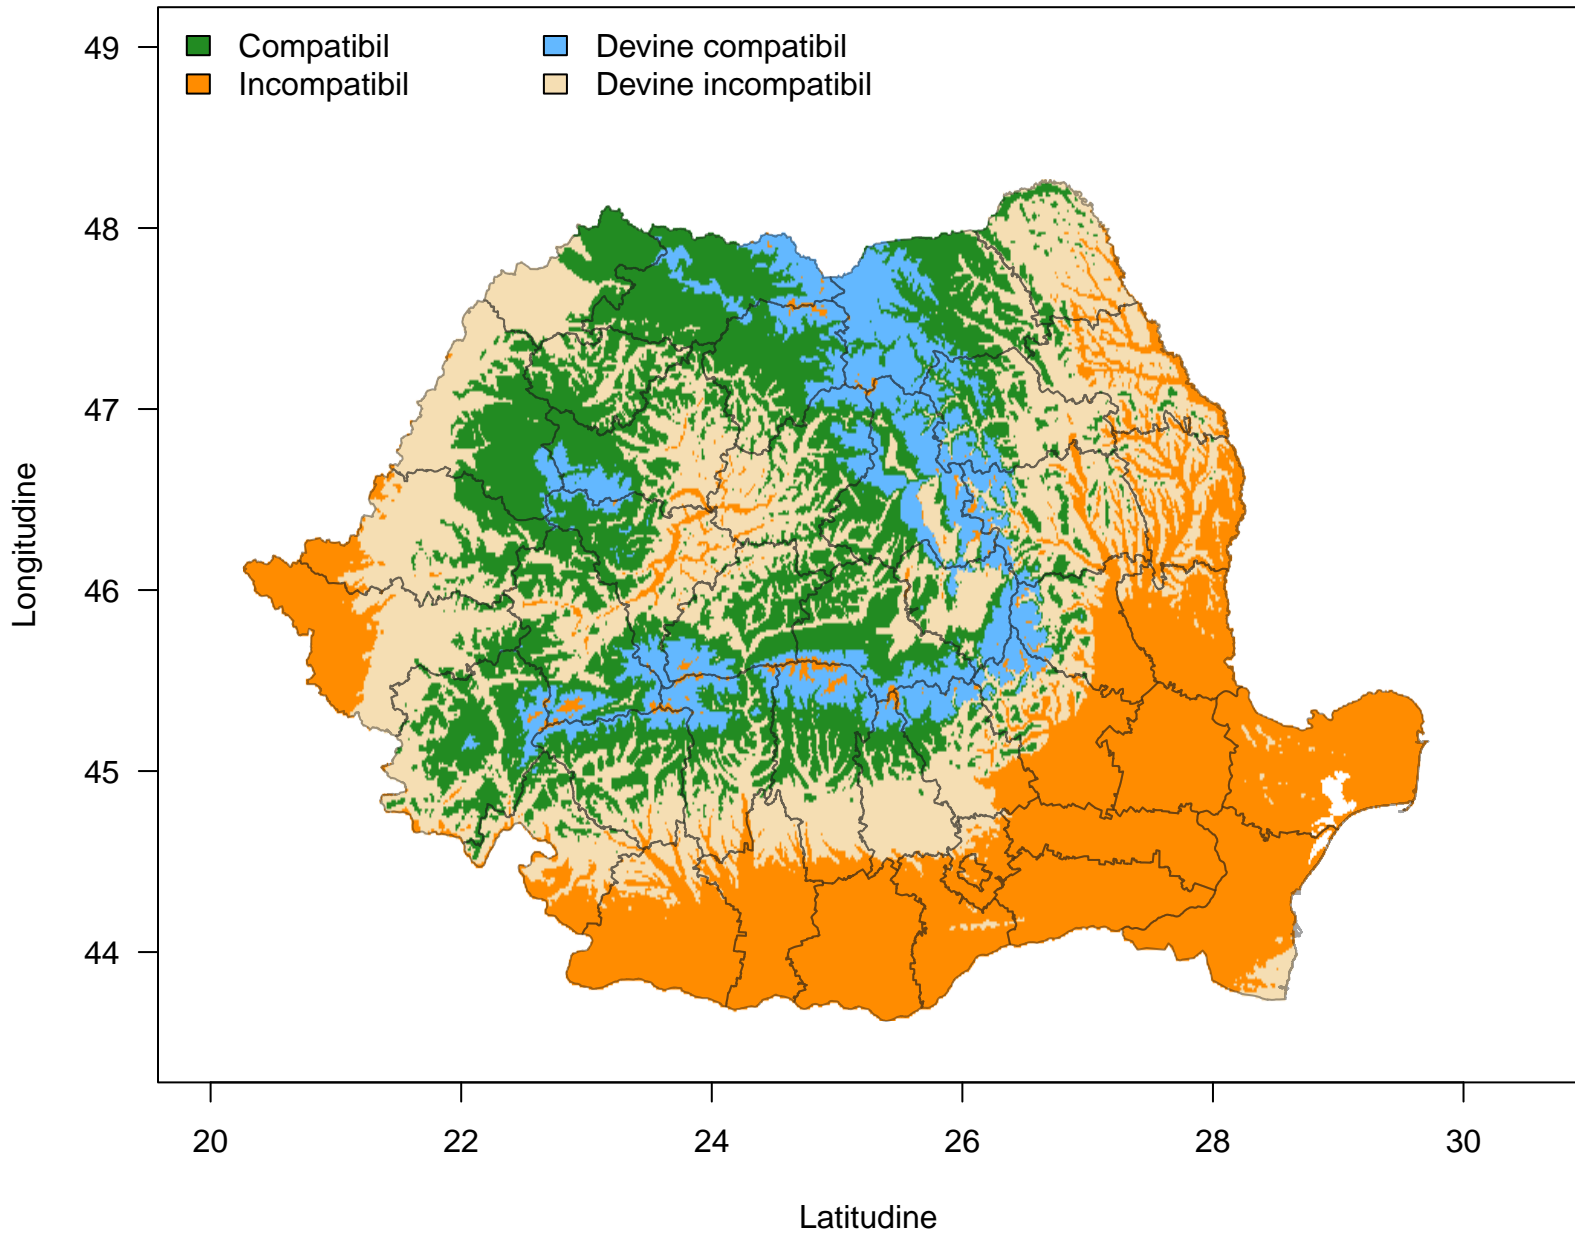 Compatibil
Incompatibil
Devine compatibil
Devine incompatibil
49
48
47
46
45
44
Longitudine
20 22 24 26 28 30
Latitudine